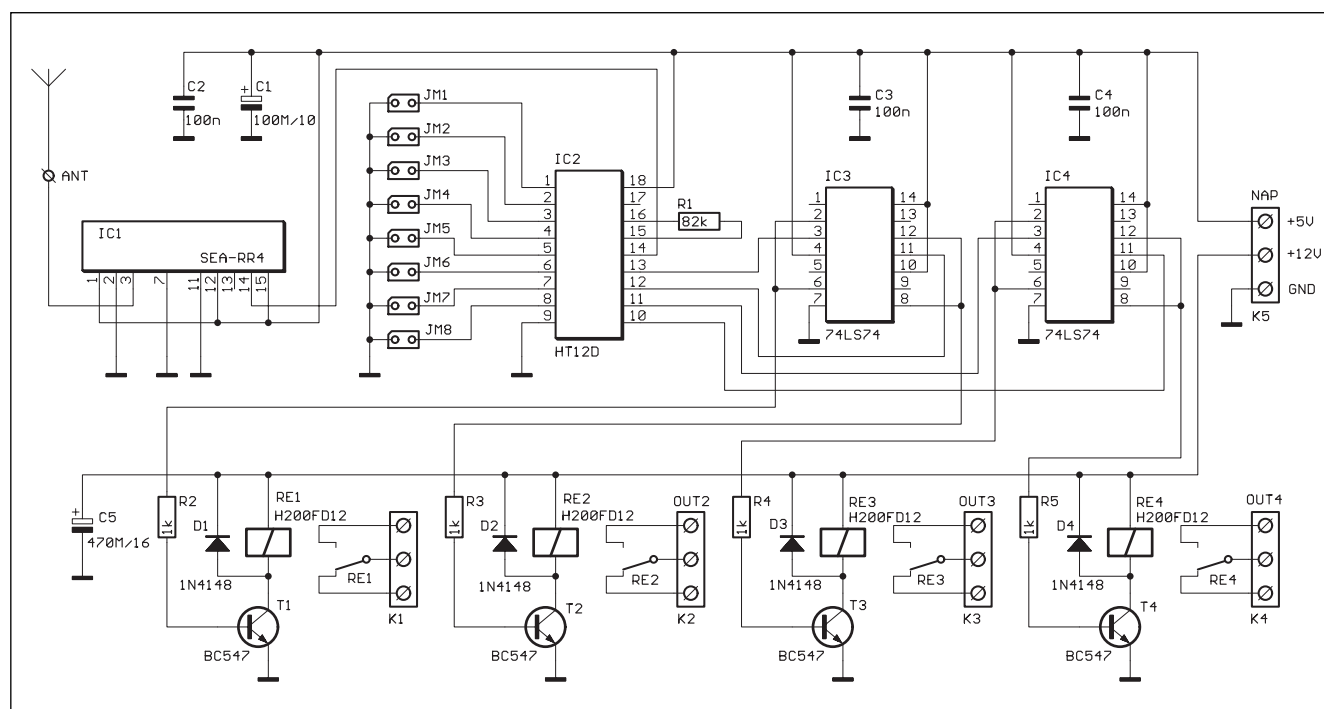 C2
100n
C1
+
100M/10
ANT
IC1
SEA-RR4
1
2
3
7
11
12
13
14
15
JM1
JM2
JM3
JM4
JM5
JM6
JM7
JM8
IC2
1
2
3
4
5
6
7
8
9
18
17
16
15
14
13
12
11
10
HT12D
R1
82k
C3
100n
IC3
1
2
3
4
5
6
7
14
13
12
11
10
9
8
74LS74
C4
100n
IC4
1
2
3
4
5
6
7
14
13
12
11
10
9
8
74LS74
NAP
+5V
+12V
GND
K5
+
C5
470M/16
R2
1k
D1
1N4148
RE1
H200FD12
RE1
K1
T1
BC547
R3
1k
D2
1N4148
RE2
H200FD12
OUT2
RE2
K2
T2
BC547
R4
1k
D3
1N4148
RE3
H200FD12
OUT3
RE3
K3
T3
BC547
R5
1k
D4
1N4148
RE4
H200FD12
OUT4
RE4
K4
T4
BC547